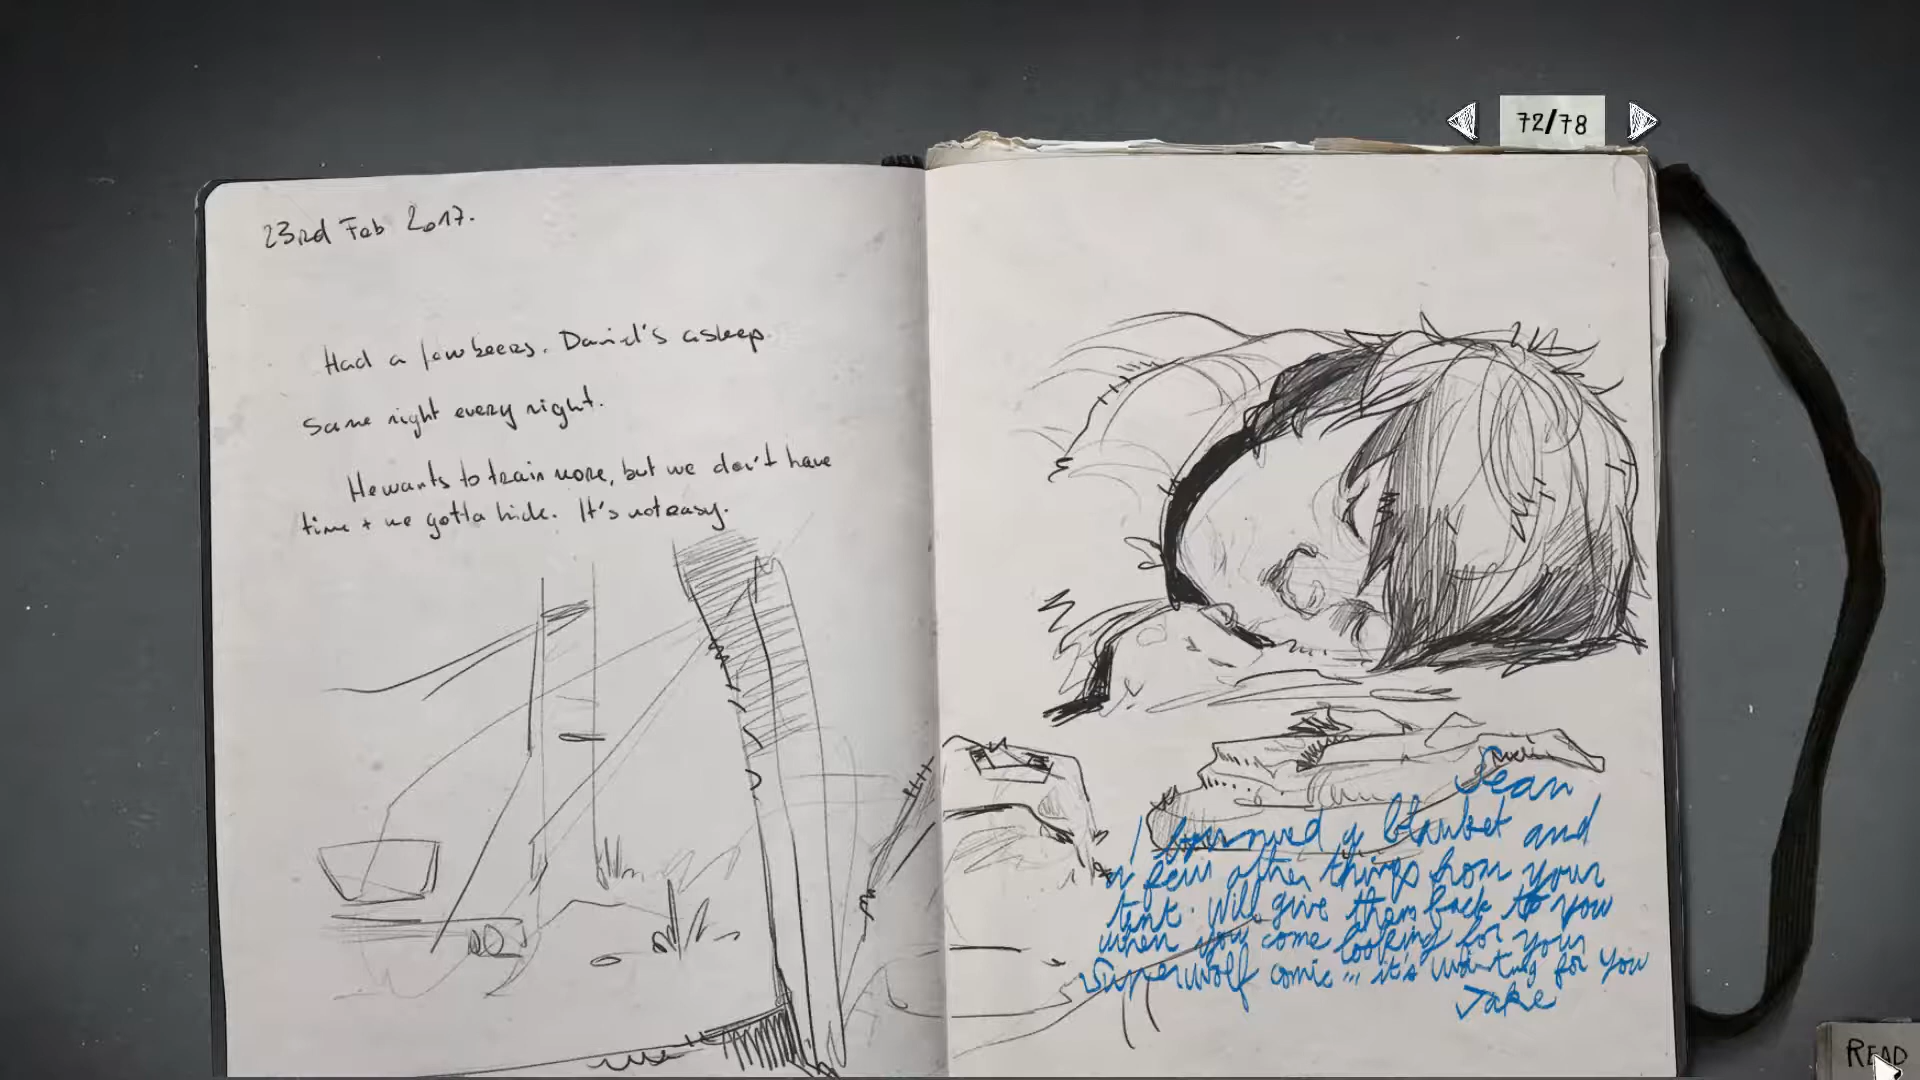 72/78
23rd Feb 2017.
Had a few beers. Daniel's asleep.
Same night every night.
He wants to train more, but we don't have
time + we gotta hide. It's not easy.
Sean
I borrowed a blanket and
a few other things from your
tent. Will give them back to you
when you come looking for your
Superwolf comic... it's waiting for you
Jake
READ